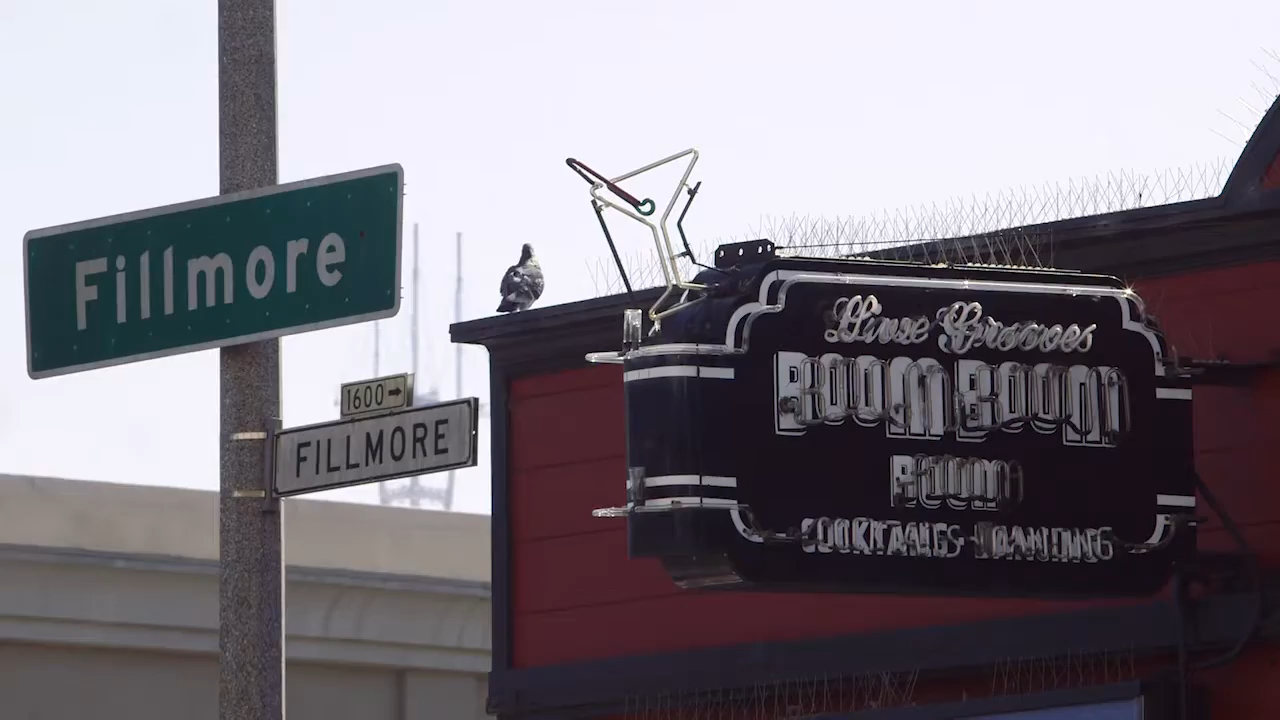 Fillmore
1600 →
FILLMORE
Live Grooves
BOOM BOOM
ROOM
COCKTAILS - DANCING